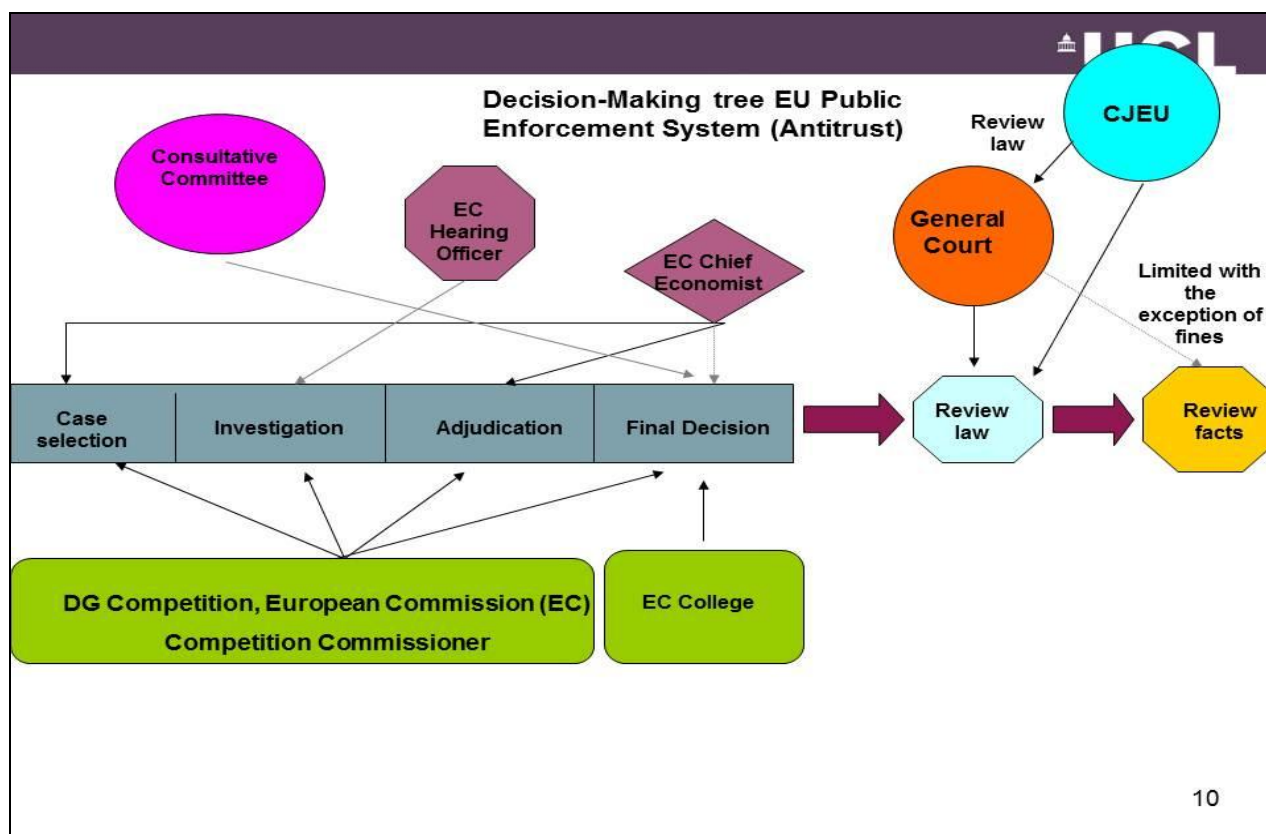 UCL
Decision-Making tree EU Public
Enforcement System (Antitrust)
Consultative
Committee
EC
Hearing
Officer
EC Chief
Economist
Review
law
CJEU
General
Court
Limited with
the
exception of
fines
Case
selection
Investigation
Adjudication
Final Decision
Review
law
Review
facts
DG Competition, European Commission (EC)
Competition Commissioner
EC College
10